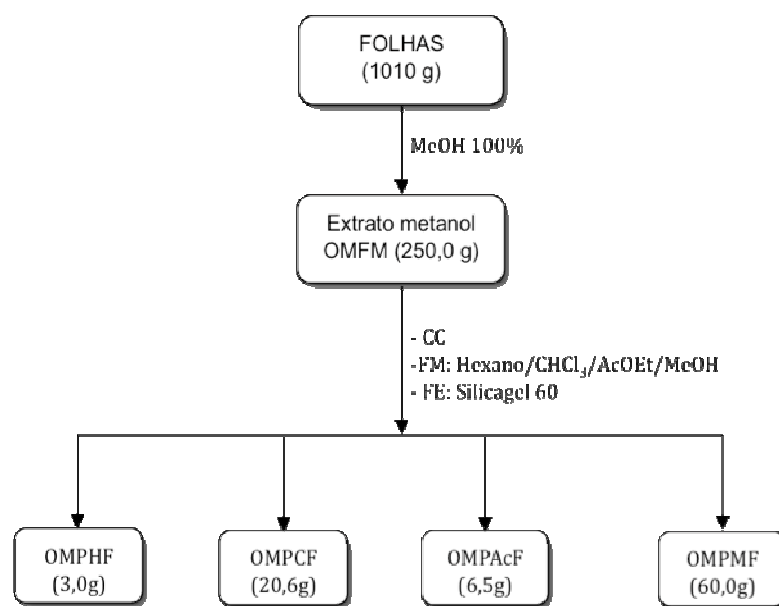 FOLHAS
(1010 g)
MeOH 100%
Extrato metanol
OMFM (250,0 g)
- CC
-FM: Hexano/CHCl₃/AcOEt/MeOH
- FE: Silicagel 60
OMPHF
(3,0g)
OMPCF
(20,6g)
OMPAcF
(6,5g)
OMPMF
(60,0g)